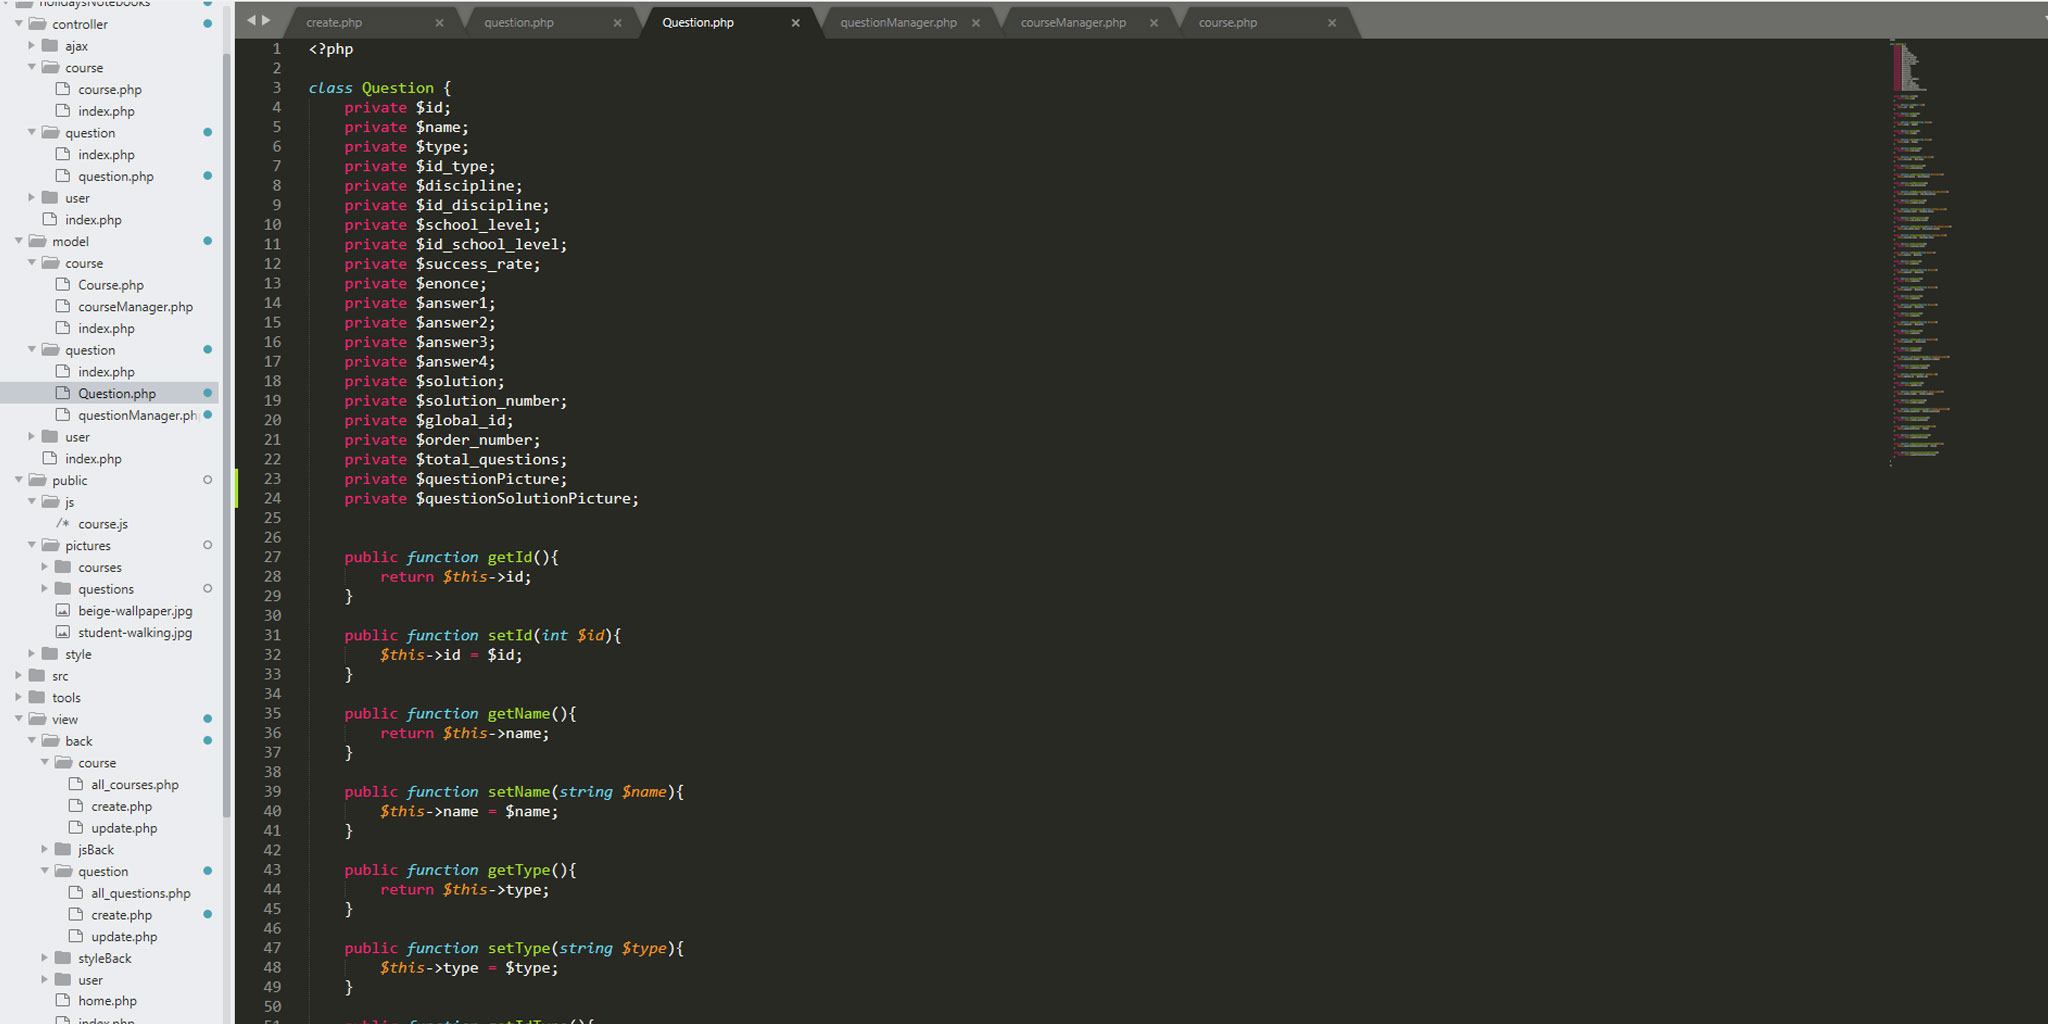 holidaysNotebooks
controller
ajax
course
course.php
index.php
question
index.php
question.php
user
index.php
model
course
Course.php
courseManager.php
index.php
question
index.php
Question.php
questionManager.ph
user
index.php
public
js
/* course.js
pictures
courses
questions
beige-wallpaper.jpg
student-walking.jpg
style
src
tools
view
back
course
all_courses.php
create.php
update.php
jsBack
question
all_questions.php
create.php
update.php
styleBack
user
home.php
index.php
create.php × question.php × Question.php × questionManager.php × courseManager.php × course.php ×
1 <?php
2
3 class Question {
4     private $id;
5     private $name;
6     private $type;
7     private $id_type;
8     private $discipline;
9     private $id_discipline;
10     private $school_level;
11     private $id_school_level;
12     private $success_rate;
13     private $enonce;
14     private $answer1;
15     private $answer2;
16     private $answer3;
17     private $answer4;
18     private $solution;
19     private $solution_number;
20     private $global_id;
21     private $order_number;
22     private $total_questions;
23     private $questionPicture;
24     private $questionSolutionPicture;
25
26
27     public function getId(){
28         return $this->id;
29     }
30
31     public function setId(int $id){
32         $this->id = $id;
33     }
34
35     public function getName(){
36         return $this->name;
37     }
38
39     public function setName(string $name){
40         $this->name = $name;
41     }
42
43     public function getType(){
44         return $this->type;
45     }
46
47     public function setType(string $type){
48         $this->type = $type;
49     }
50
51     public function getIdType(){